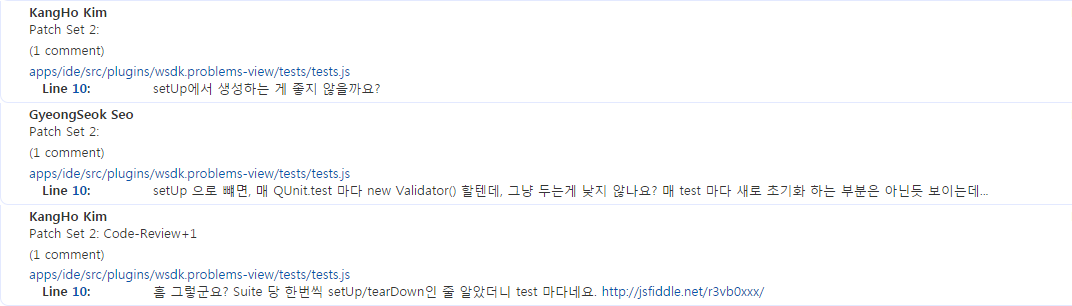 KangHo Kim
Patch Set 2:
(1 comment)
apps/ide/src/plugins/wsdk.problems-view/tests/tests.js
Line 10: setUp에서 생성하는 게 좋지 않을까요?
GyeongSeok Seo
Patch Set 2:
(1 comment)
apps/ide/src/plugins/wsdk.problems-view/tests/tests.js
Line 10: setUp 으로 뺴면, 매 QUnit.test 마다 new Validator() 할텐데, 그냥 두는게 낮지 않나요? 매 test 마다 새로 초기화 하는 부분은 아닌듯 보이는데...
KangHo Kim
Patch Set 2: Code-Review+1
(1 comment)
apps/ide/src/plugins/wsdk.problems-view/tests/tests.js
Line 10: 흠 그렇군요? Suite 당 한번씩 setUp/tearDown인 줄 알았더니 test 마다네요. http://jsfiddle.net/r3vb0xxx/